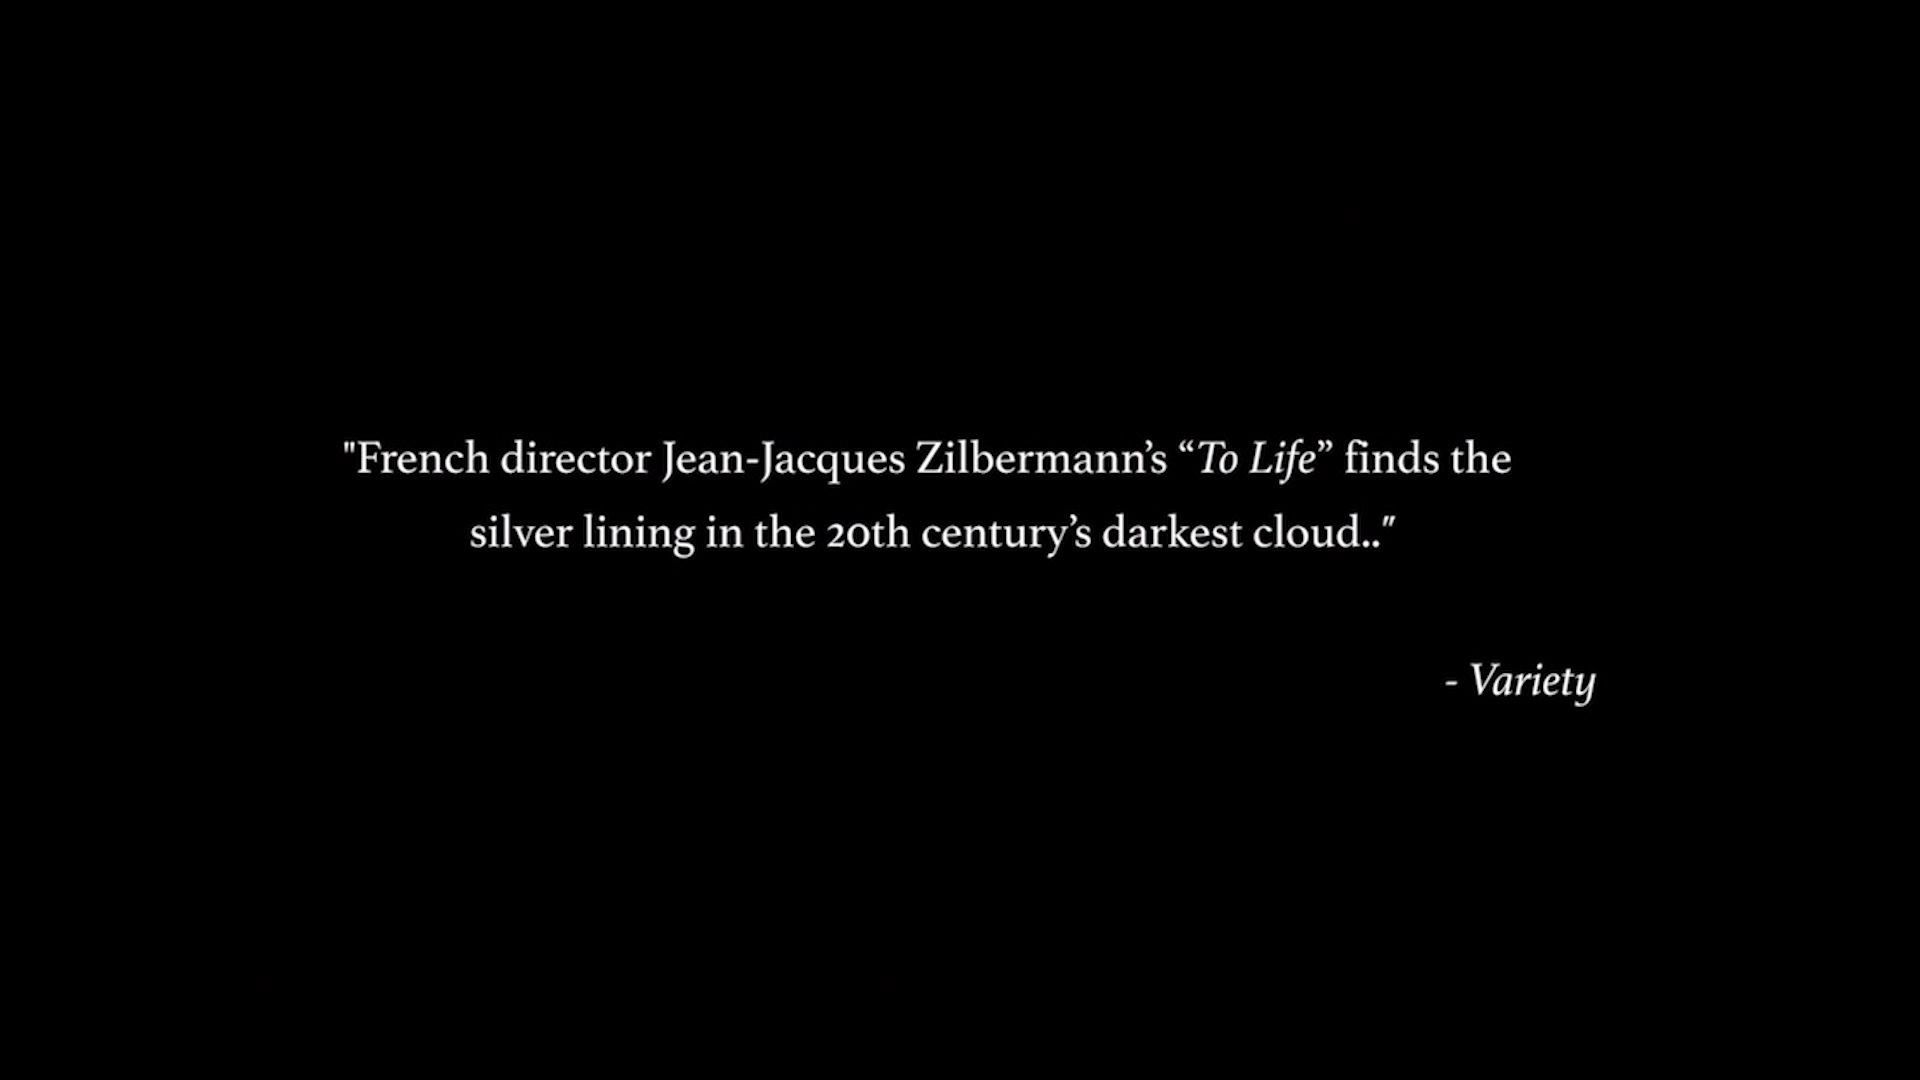 "French director Jean-Jacques Zilbermann’s “To Life” finds the
silver lining in the 20th century’s darkest cloud..”
- Variety